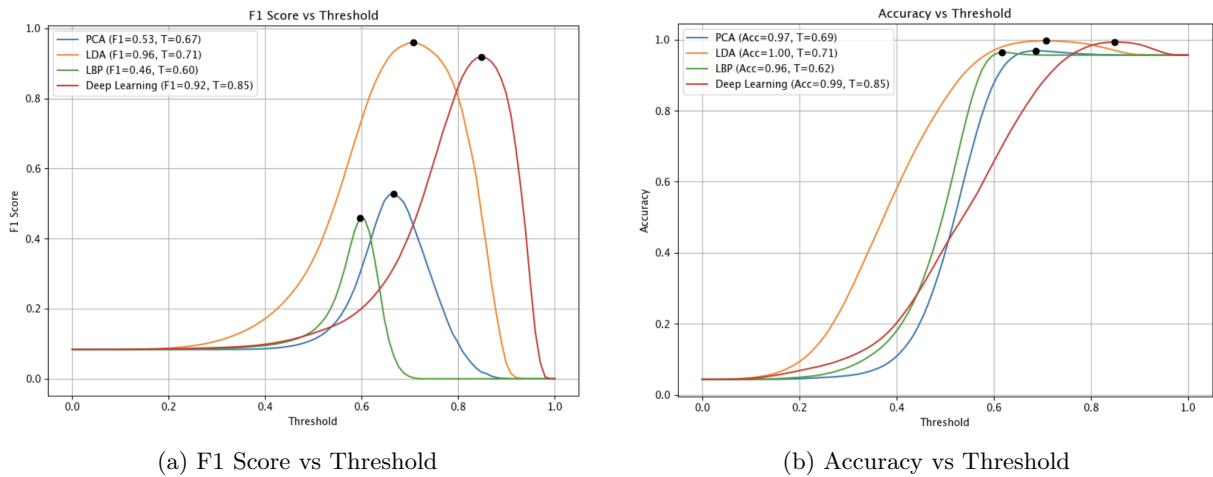 F1 Score vs Threshold
1.0
0.8
0.6
0.4
0.2
0.0
F1 Score
PCA (F1=0.53, T=0.67)
LDA (F1=0.96, T=0.71)
LBP (F1=0.46, T=0.60)
Deep Learning (F1=0.92, T=0.85)
0.0 0.2 0.4 0.6 0.8 1.0
Threshold
(a) F1 Score vs Threshold
Accuracy vs Threshold
1.0
0.8
0.6
0.4
0.2
0.0
Accuracy
PCA (Acc=0.97, T=0.69)
LDA (Acc=1.00, T=0.71)
LBP (Acc=0.96, T=0.62)
Deep Learning (Acc=0.99, T=0.85)
0.0 0.2 0.4 0.6 0.8 1.0
Threshold
(b) Accuracy vs Threshold